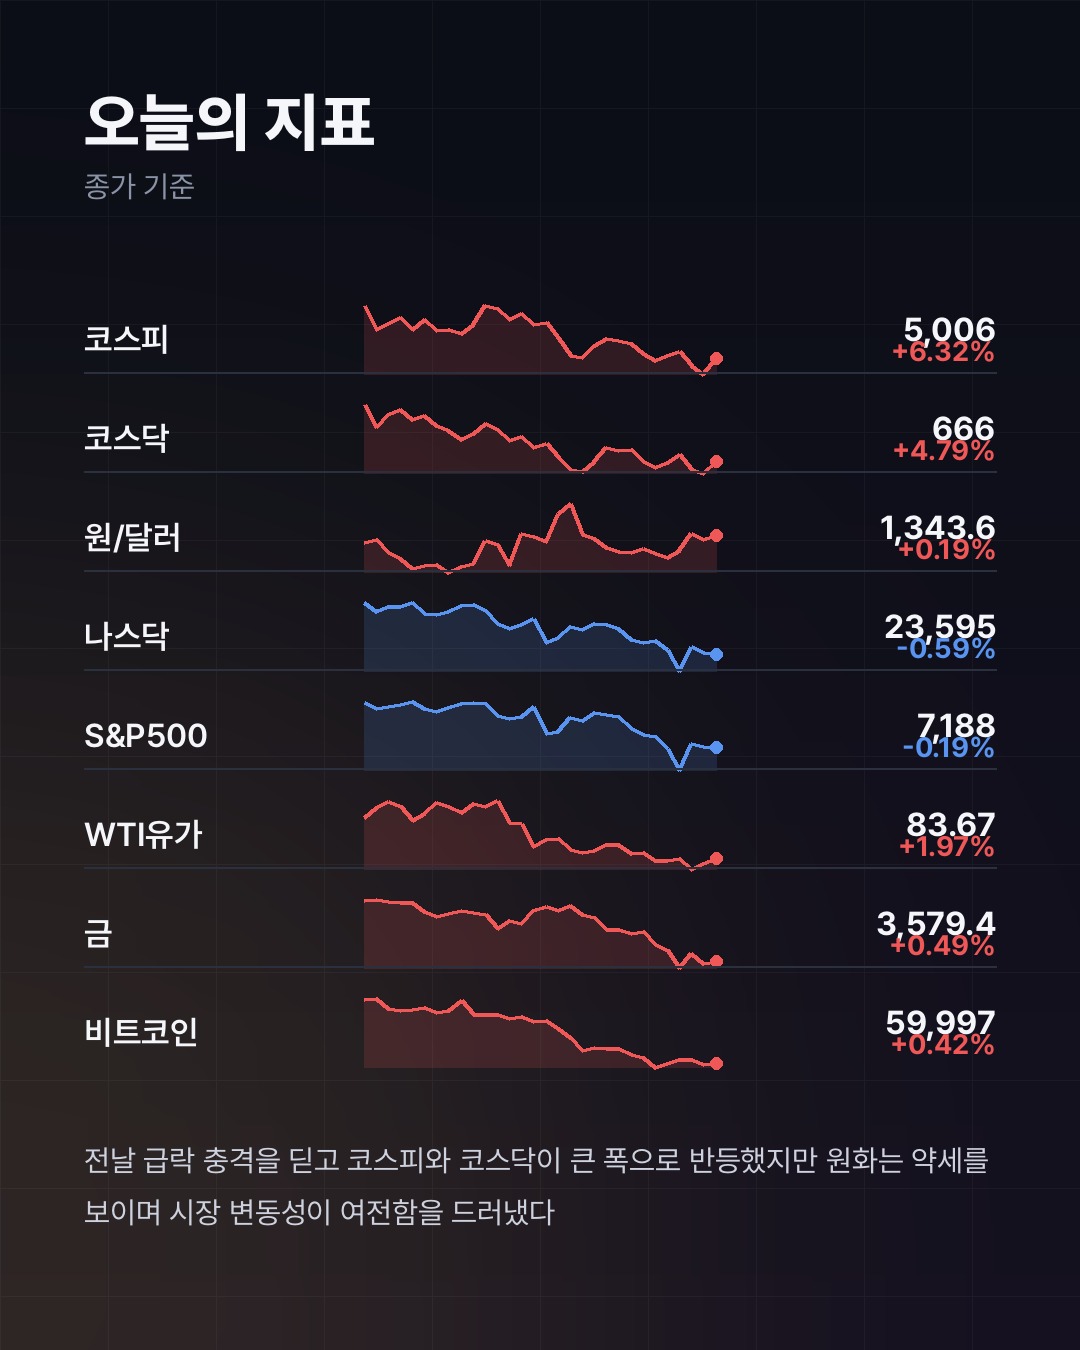 오늘의 지표
종가 기준
코스피
5,006
+6.32%
코스닥
666
+4.79%
원/달러
1,343.6
+0.19%
나스닥
23,595
-0.59%
S&P500
7,188
-0.19%
WTI유가
83.67
+1.97%
금
3,579.4
+0.49%
비트코인
59,997
+0.42%
전날 급락 충격을 딛고 코스피와 코스닥이 큰 폭으로 반등했지만 원화는 약세를
보이며 시장 변동성이 여전함을 드러냈다